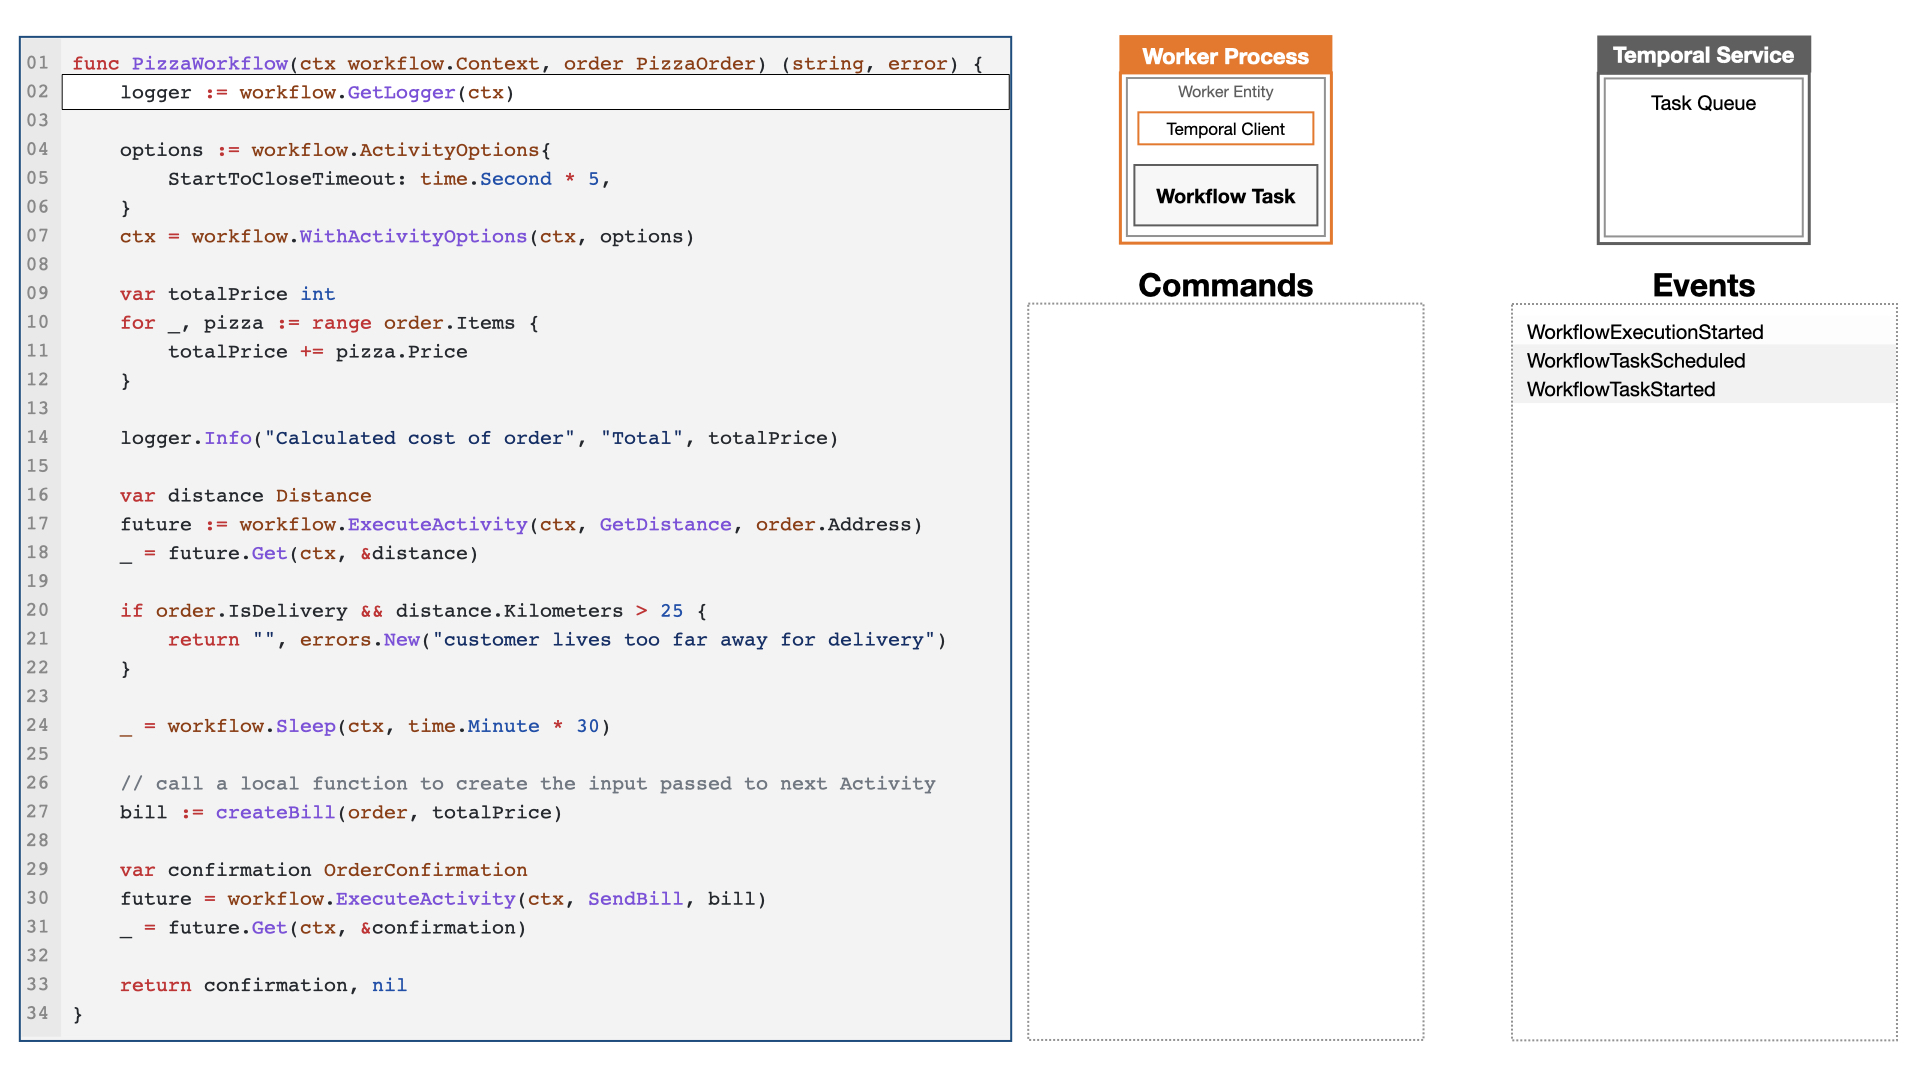 01 func PizzaWorkflow(ctx workflow.Context, order PizzaOrder) (string, error) {
02     logger := workflow.GetLogger(ctx)
03
04     options := workflow.ActivityOptions{
05         StartToCloseTimeout: time.Second * 5,
06     }
07     ctx = workflow.WithActivityOptions(ctx, options)
08
09     var totalPrice int
10     for _, pizza := range order.Items {
11         totalPrice += pizza.Price
12     }
13
14     logger.Info("Calculated cost of order", "Total", totalPrice)
15
16     var distance Distance
17     future := workflow.ExecuteActivity(ctx, GetDistance, order.Address)
18     _ = future.Get(ctx, &distance)
19
20     if order.IsDelivery && distance.Kilometers > 25 {
21         return "", errors.New("customer lives too far away for delivery")
22     }
23
24     _ = workflow.Sleep(ctx, time.Minute * 30)
25
26     // call a local function to create the input passed to next Activity
27     bill := createBill(order, totalPrice)
28
29     var confirmation OrderConfirmation
30     future = workflow.ExecuteActivity(ctx, SendBill, bill)
31     _ = future.Get(ctx, &confirmation)
32
33     return confirmation, nil
34 }
Worker Process
Worker Entity
Temporal Client
Workflow Task
Commands
Temporal Service
Task Queue
Events
WorkflowExecutionStarted
WorkflowTaskScheduled
WorkflowTaskStarted